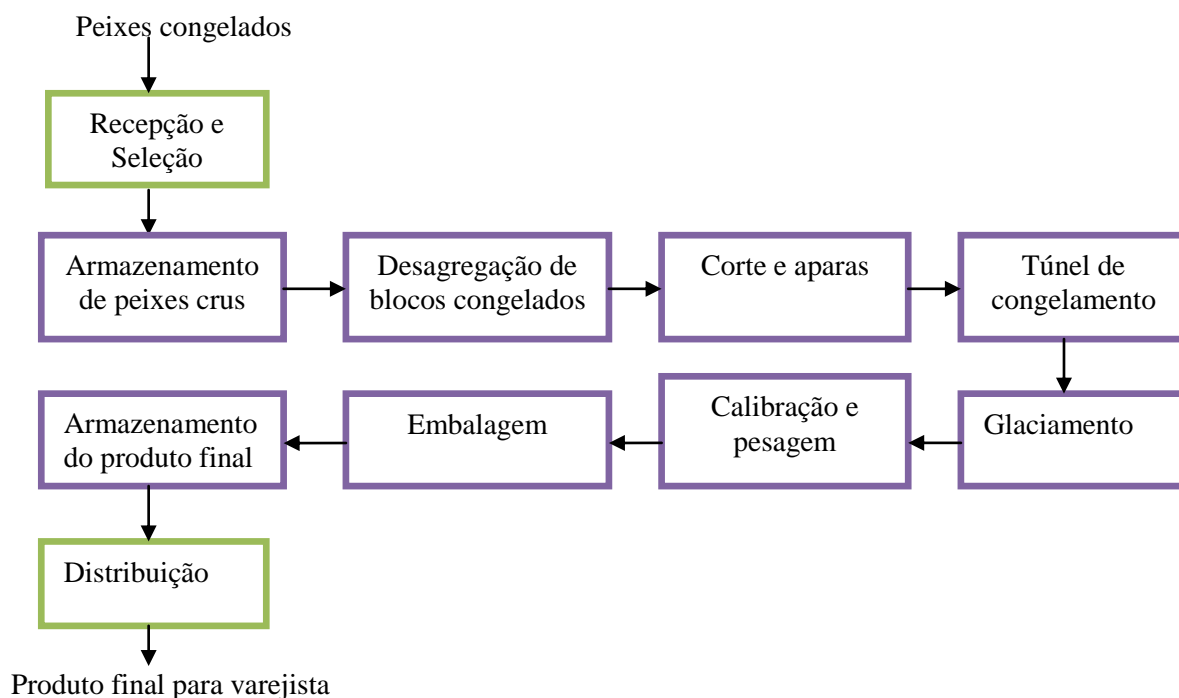 Peixes congelados
Recepção e
Seleção
Armazenamento
de peixes crus
Desagregação de
blocos congelados
Corte e aparas
Túnel de
congelamento
Glaciamento
Calibração e
pesagem
Embalagem
Armazenamento
do produto final
Distribuição
Produto final para varejista